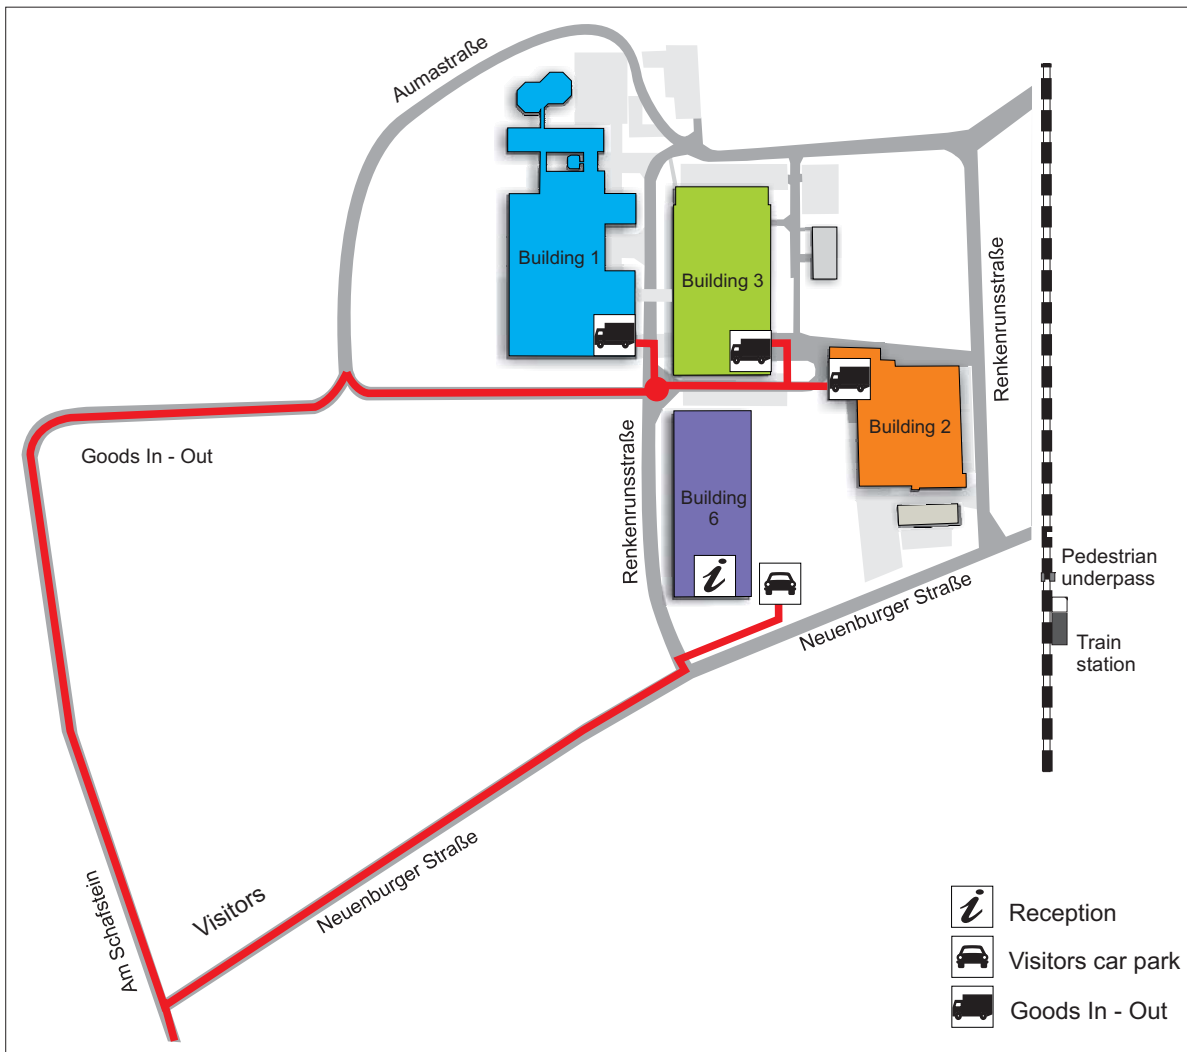 Aumastraße
Building 1
Building 3
Renkenrunsstraße
Building 2
Goods In - Out
Renkenrunsstraße
Building
6
i
Pedestrian
underpass
Neuenburger Straße
Train
station
Am Schafstein
Visitors
Neuenburger Straße
i Reception
Visitors car park
Goods In - Out